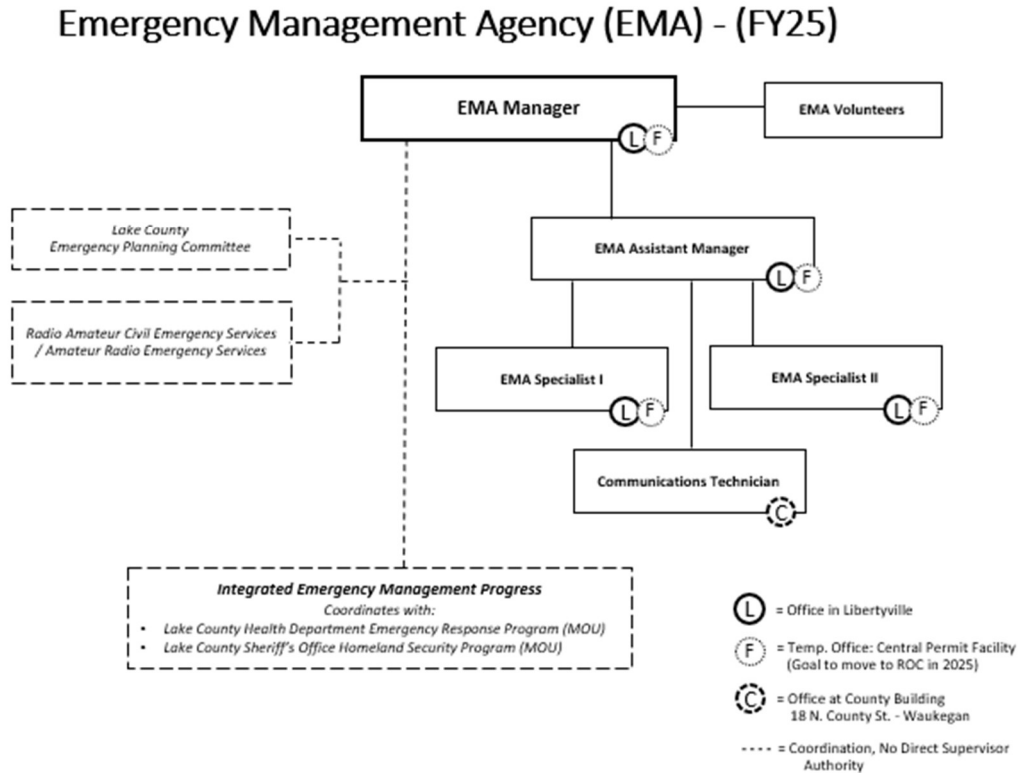 Emergency Management Agency (EMA) - (FY25)
EMA Manager
L F
EMA Volunteers
Lake County
Emergency Planning Committee
EMA Assistant Manager
L F
Radio Amateur Civil Emergency Services
/ Amateur Radio Emergency Services
EMA Specialist I
L F
EMA Specialist II
L F
Communications Technician
C
Integrated Emergency Management Progress
Coordinates with:
• Lake County Health Department Emergency Response Program (MOU)
• Lake County Sheriff's Office Homeland Security Program (MOU)
L = Office in Libertyville
F = Temp. Office: Central Permit Facility
(Goal to move to ROC in 2025)
C = Office at County Building
18 N. County St. - Waukegan
---- = Coordination, No Direct Supervisor
Authority